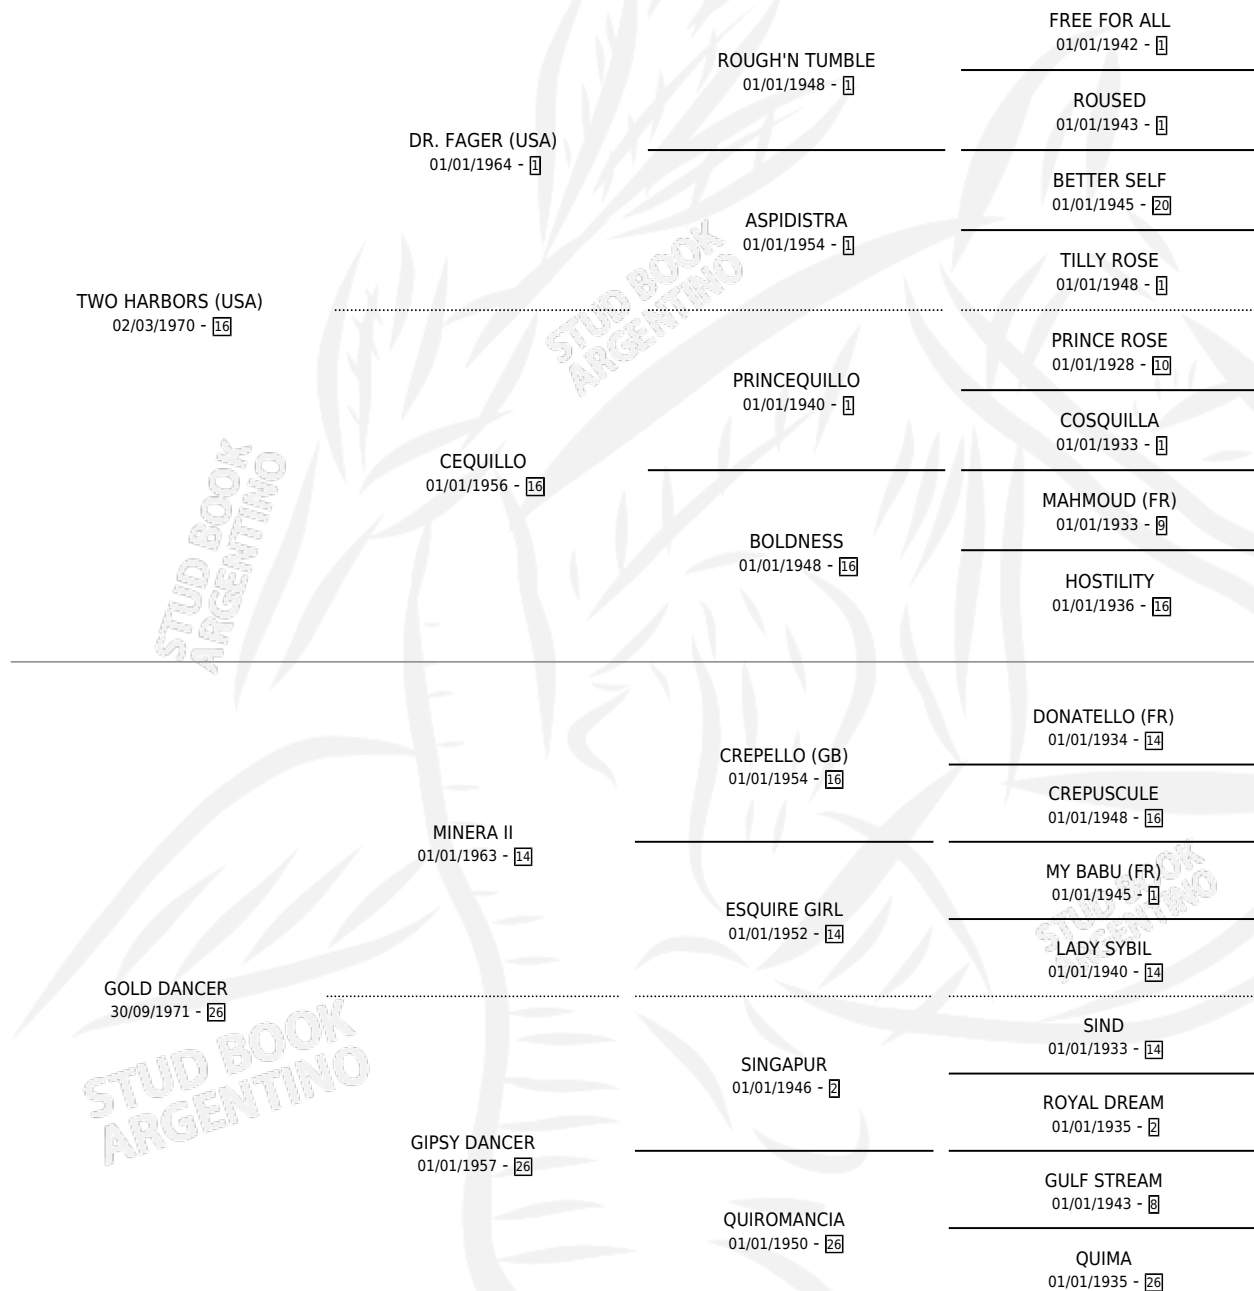 FREE FOR ALL
01/01/1942 - 1
ROUGH'N TUMBLE
01/01/1948 - 1
ROUSED
01/01/1943 - 1
DR. FAGER (USA)
01/01/1964 - 1
BETTER SELF
01/01/1945 - 20
ASPIDISTRA
01/01/1954 - 1
TILLY ROSE
01/01/1948 - 1
TWO HARBORS (USA)
02/03/1970 - 16
STUD BOOK
ARGENTINO
PRINCE ROSE
01/01/1928 - 10
PRINCEQUILLO
01/01/1940 - 1
COSQUILLA
01/01/1933 - 1
CEQUILLO
01/01/1956 - 16
MAHMOUD (FR)
01/01/1933 - 9
BOLDNESS
01/01/1948 - 16
HOSTILITY
01/01/1936 - 16
STUD BOOK
ARGENTINO
DONATELLO (FR)
01/01/1934 - 14
CREPELLO (GB)
01/01/1954 - 16
CREPUSCULE
01/01/1948 - 16
MINERA II
01/01/1963 - 14
MY BABU (FR)
01/01/1945 - 1
ESQUIRE GIRL
01/01/1952 - 14
STUD BOOK
ARGENTINO
LADY SYBIL
01/01/1940 - 14
GOLD DANCER
30/09/1971 - 26
SIND
01/01/1933 - 14
SINGAPUR
01/01/1946 - 2
STUD BOOK
ARGENTINO
ROYAL DREAM
01/01/1935 - 2
GIPSY DANCER
01/01/1957 - 26
GULF STREAM
01/01/1943 - 8
QUIROMANCIA
01/01/1950 - 26
QUIMA
01/01/1935 - 26